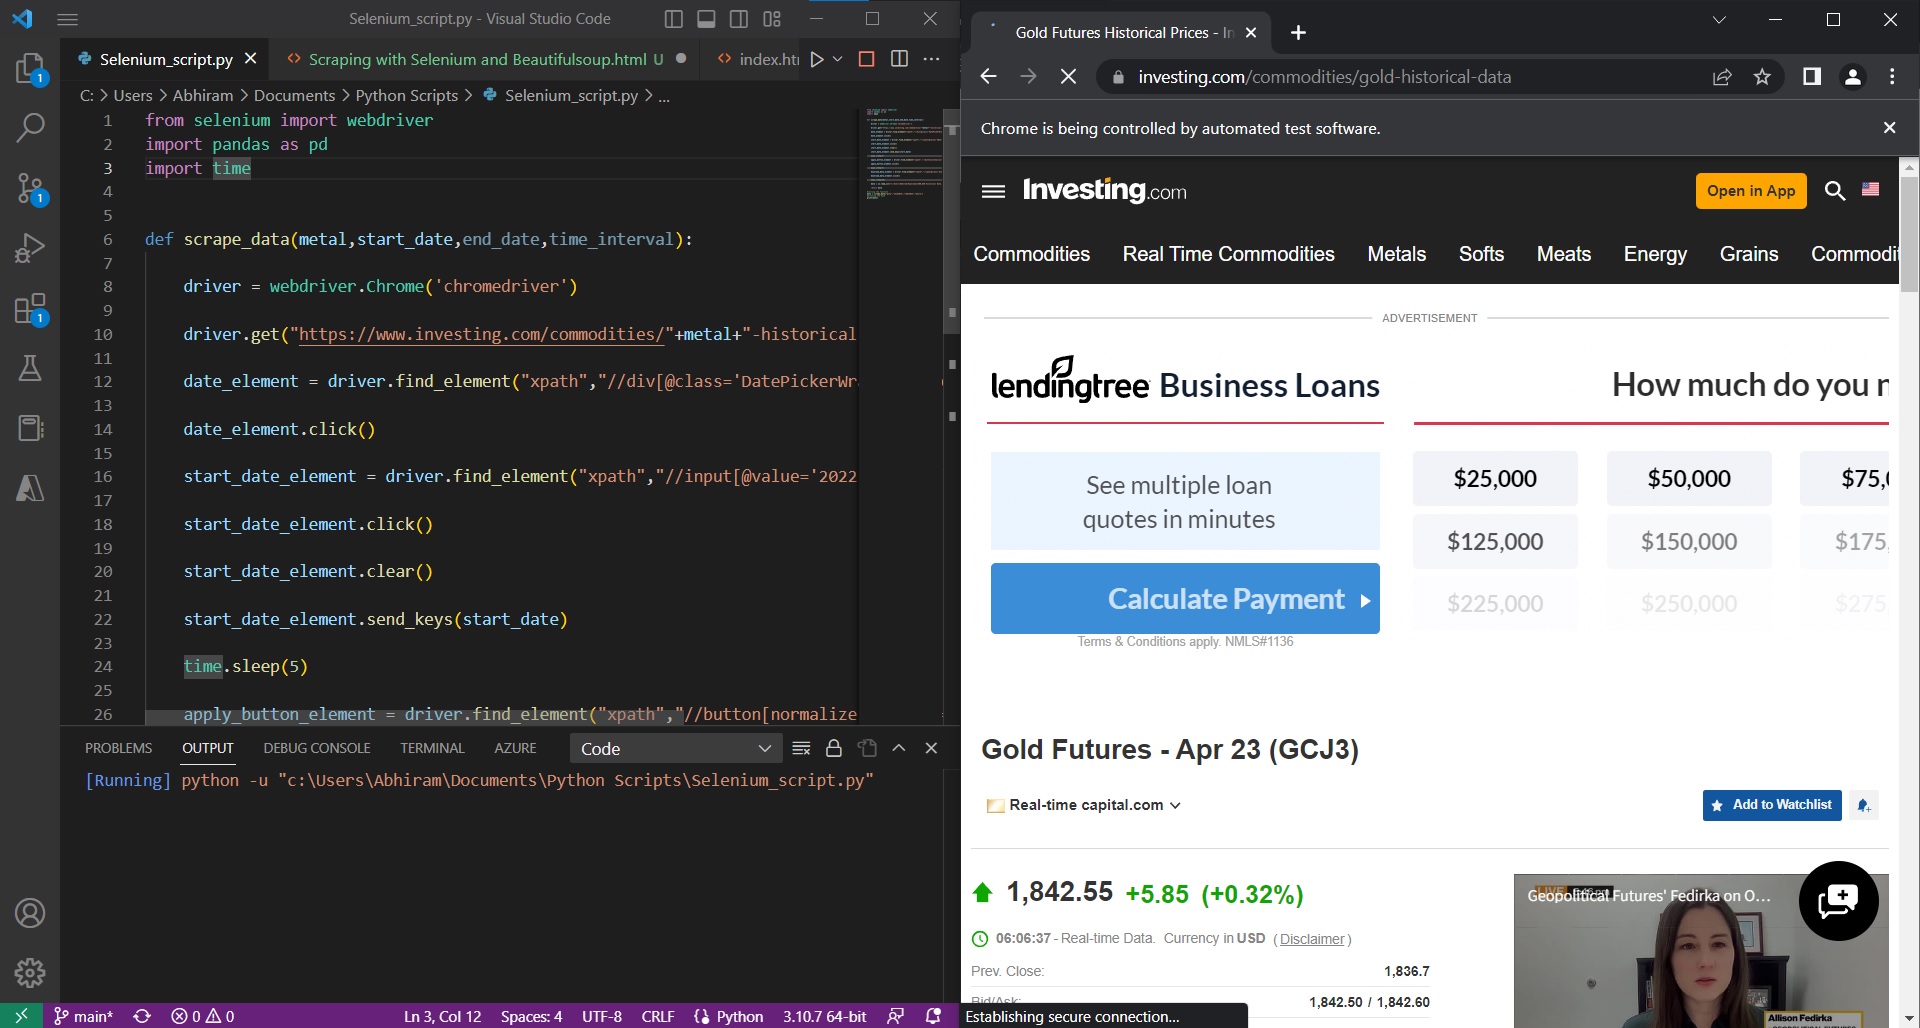 Selenium_script.py - Visual Studio Code
Selenium_script.py
Scraping with Selenium and Beautifulsoup.html U
index.ht
C: > Users > Abhiram > Documents > Python Scripts > Selenium_script.py > ...
1 from selenium import webdriver
2 import pandas as pd
3 import time
4
5
6 def scrape_data(metal,start_date,end_date,time_interval):
7
8 driver = webdriver.Chrome('chromedriver')
9
10 driver.get("https://www.investing.com/commodities/"+metal+"-historical
11
12 date_element = driver.find_element("xpath","//div[@class='DatePickerWr
13
14 date_element.click()
15
16 start_date_element = driver.find_element("xpath","//input[@value='2022
17
18 start_date_element.click()
19
20 start_date_element.clear()
21
22 start_date_element.send_keys(start_date)
23
24 time.sleep(5)
25
26 apply_button_element = driver.find_element("xpath","//button[normalize
PROBLEMS OUTPUT DEBUG CONSOLE TERMINAL AZURE Code
[Running] python -u "c:\Users\Abhiram\Documents\Python Scripts\Selenium_script.py"
main* 0 0 Ln 3, Col 12 Spaces: 4 UTF-8 CRLF Python 3.10.7 64-bit
Gold Futures Historical Prices - In
investing.com/commodities/gold-historical-data
Chrome is being controlled by automated test software.
Investing.com
Open in App
Commodities Real Time Commodities Metals Softs Meats Energy Grains Commodit
ADVERTISEMENT
lendingtree Business Loans
How much do you n
See multiple loan
quotes in minutes
Calculate Payment
Terms & Conditions apply. NMLS#1136
$25,000 $50,000 $75,0
$125,000 $150,000 $175,
$225,000 $250,000 $275
Gold Futures - Apr 23 (GCJ3)
Real-time capital.com
Add to Watchlist
1,842.55 +5.85 (+0.32%)
06:06:37 - Real-time Data. Currency in USD ( Disclaimer )
Prev. Close: 1,836.7
Bid/Ask: 1,842.50 / 1,842.60
Geopolitical Futures' Fedirka on O...
LIVE
Allison Fedirka
Establishing secure connection...